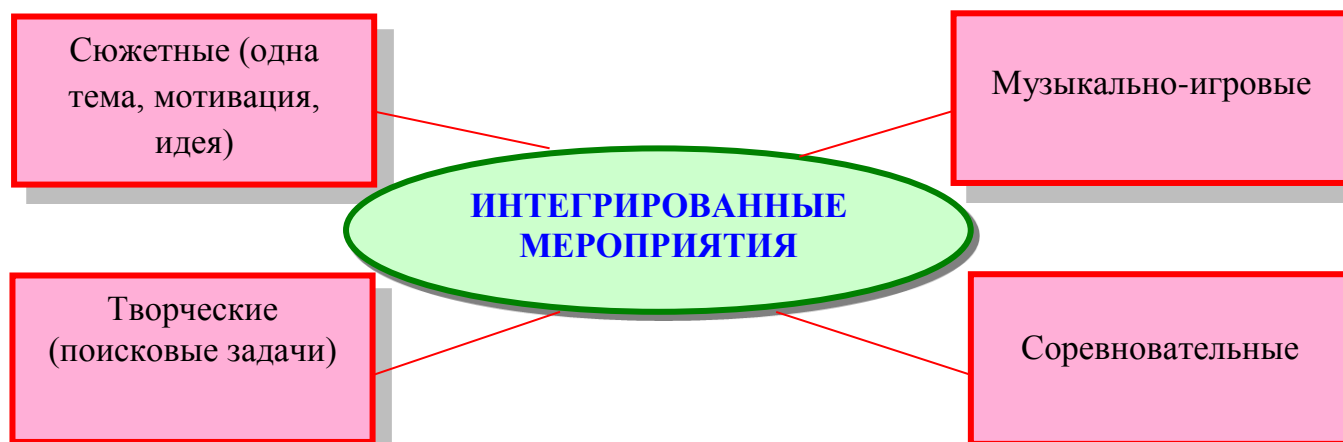 Сюжетные (одна
тема, мотивация,
идея)
Музыкально-игровые
ИНТЕГРИРОВАННЫЕ
МЕРОПРИЯТИЯ
Творческие
(поисковые задачи)
Соревновательные